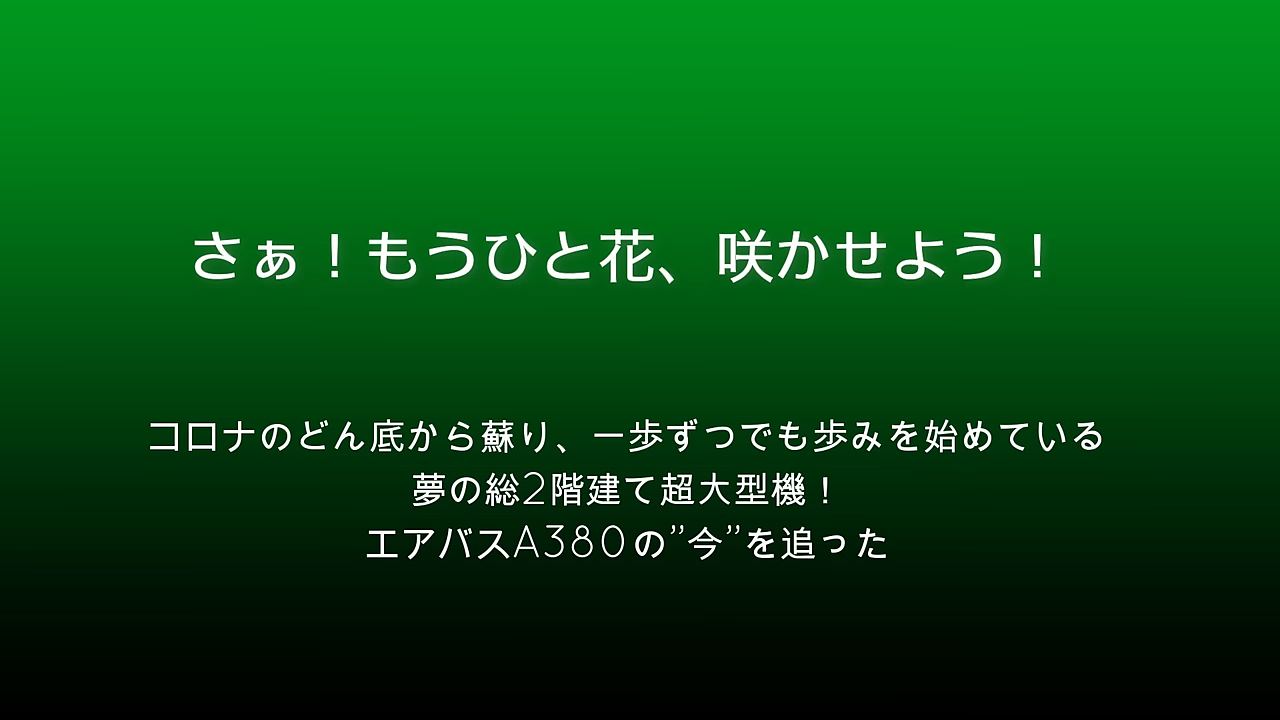 さぁ！もうひと花、咲かせよう！
コロナのどん底から蘇り、一歩ずつでも歩みを始めている
夢の総2階建て超大型機！
エアバスA380の”今”を追った